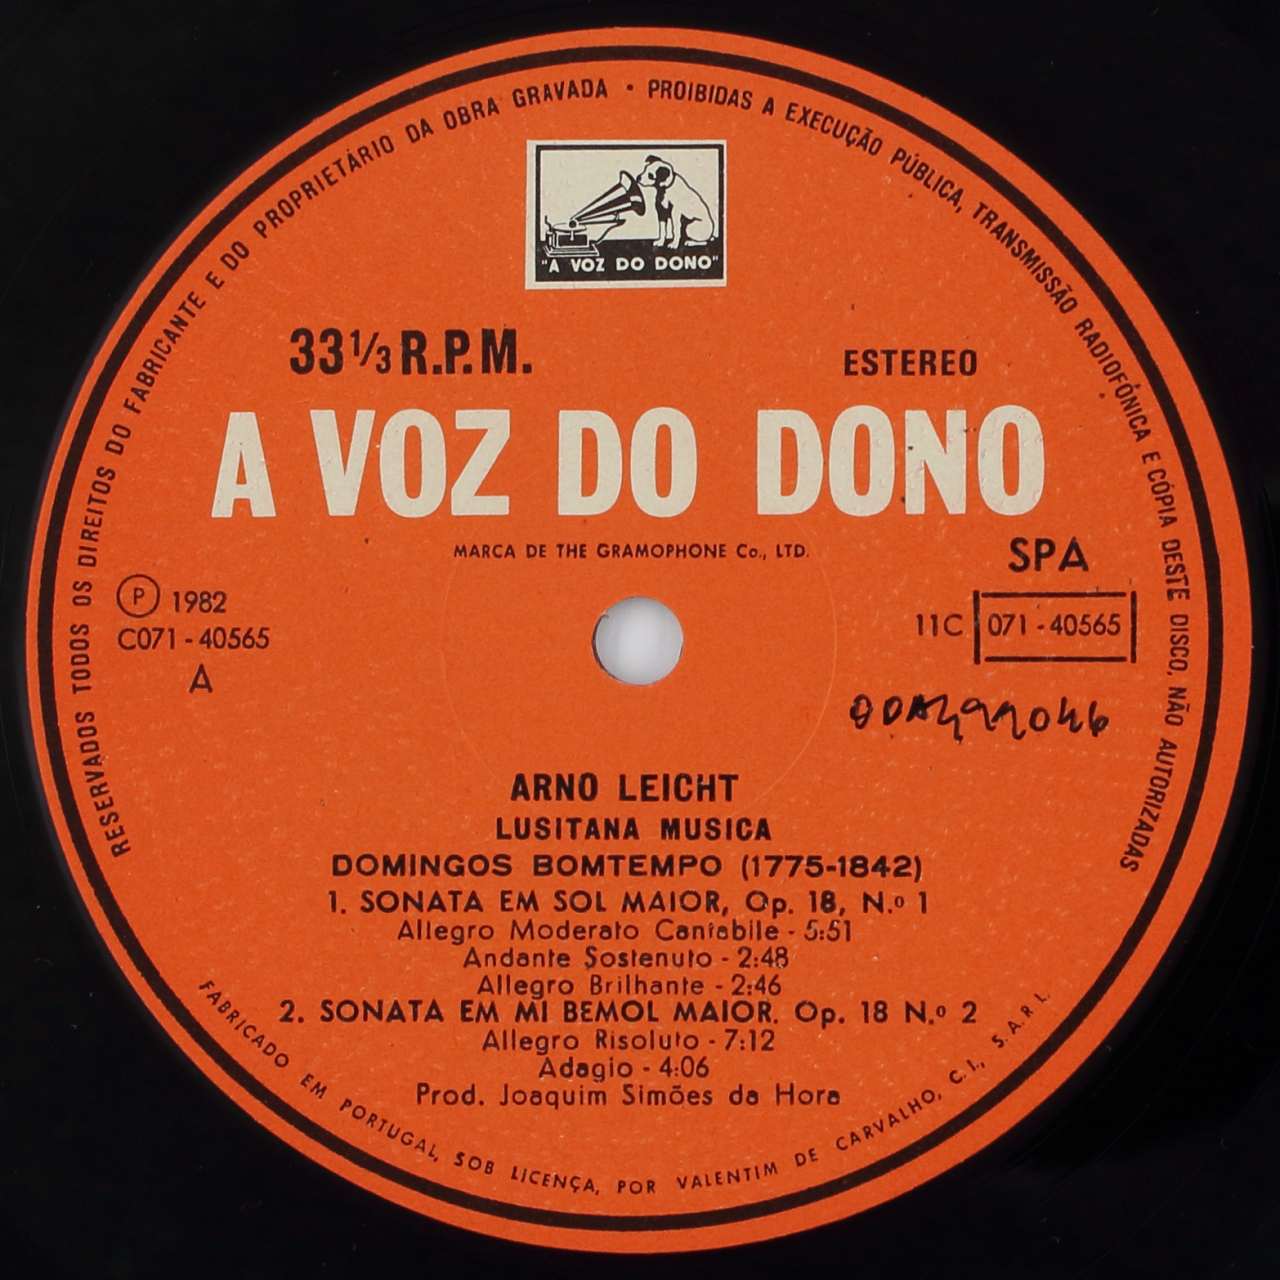 RESERVADOS TODOS OS DIREITOS DO FABRICANTE E DO PROPRIETÁRIO DA OBRA GRAVADA • PROIBIDAS A EXECUÇÃO PÚBLICA, TRANSMISSÃO RADIOFÓNICA E CÓPIA DESTE DISCO, NÃO AUTORIZADAS
"A VOZ DO DONO"
33 1/3 R.P.M.
ESTEREO
A VOZ DO DONO
MARCA DE THE GRAMOPHONE Co., LTD.
SPA
Ⓟ 1982
C071 - 40565
A
11C 071 - 40565
ARNO LEICHT
LUSITANA MUSICA
DOMINGOS BOMTEMPO (1775-1842)
1. SONATA EM SOL MAIOR, Op. 18, N.º 1
Allegro Moderato Cantabile - 5:51
Andante Sostenuto - 2:48
Allegro Brilhante - 2:46
2. SONATA EM MI BEMOL MAIOR. Op. 18 N.º 2
Allegro Risoluto - 7:12
Adagio - 4:06
Prod. Joaquim Simões da Hora
FABRICADO EM PORTUGAL, SOB LICENÇA, POR VALENTIM DE CARVALHO, C. I., S. A. R. L.